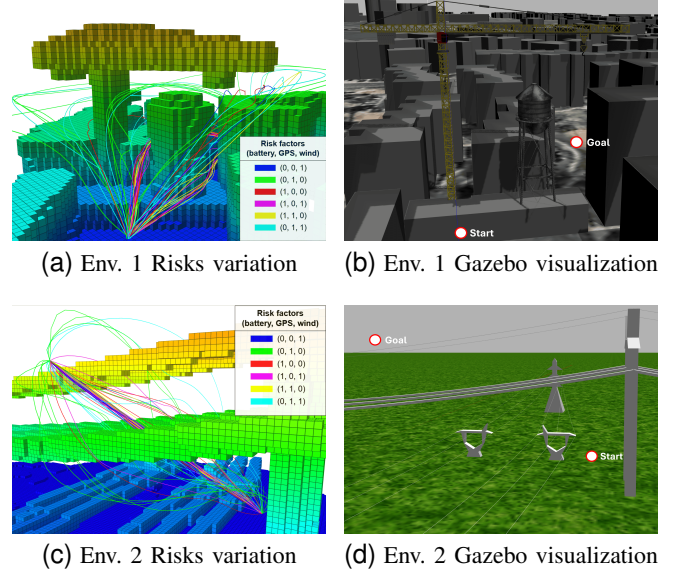 Risk factors
(battery, GPS, wind)
(0, 0, 1)
(0, 1, 0)
(1, 0, 0)
(1, 0, 1)
(1, 1, 0)
(0, 1, 1)
Goal
Start
(a) Env. 1 Risks variation
(b) Env. 1 Gazebo visualization
Risk factors
(battery, GPS, wind)
(0, 0, 1)
(0, 1, 0)
(1, 0, 0)
(1, 0, 1)
(1, 1, 0)
(0, 1, 1)
Goal
Start
(c) Env. 2 Risks variation
(d) Env. 2 Gazebo visualization